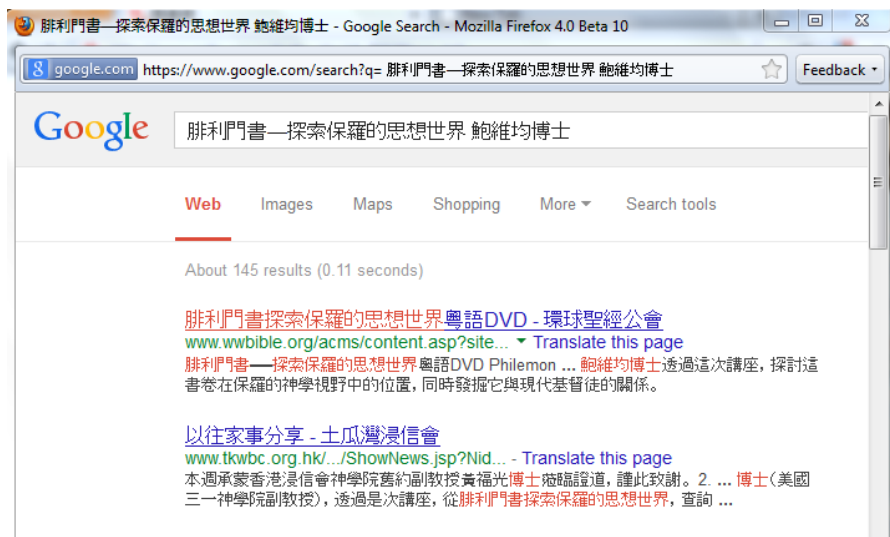 腓利門書—探索保羅的思想世界 鮑維均博士 - Google Search - Mozilla Firefox 4.0 Beta 10
8 google.com https://www.google.com/search?q= 腓利門書—探索保羅的思想世界 鮑維均博士 Feedback
Google 腓利門書—探索保羅的思想世界 鮑維均博士
Web Images Maps Shopping More Search tools
About 145 results (0.11 seconds)
腓利門書探索保羅的思想世界粵語DVD - 環球聖經公會
www.wwbible.org/acms/content.asp?site... Translate this page
腓利門書──探索保羅的思想世界粵語DVD Philemon ... 鮑維均博士透過這次講座，探討這
書卷在保羅的神學視野中的位置，同時發掘它與現代基督徒的關係。
以往家事分享 - 土瓜灣浸信會
www.tkwbc.org.hk/.../ShowNews.jsp?Nid... - Translate this page
本週承蒙香港浸信會神學院舊約副教授黃福光博士蒞臨證道，謹此致謝。2. ... 博士(美國
三一神學院副教授)，透過是次講座，從腓利門書探索保羅的思想世界，查詢 ...